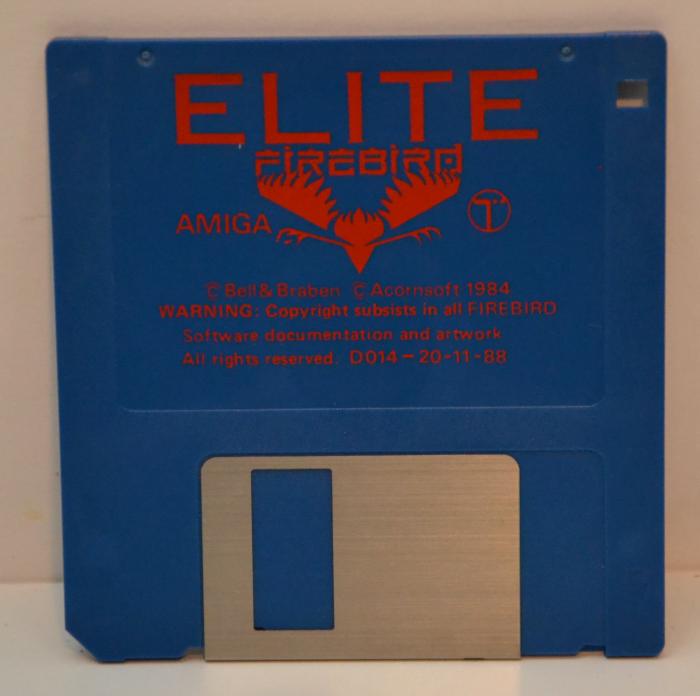 ELITE
FIREBIRD
AMIGA T
© Bell & Braben © Acornsoft 1984
WARNING: Copyright subsists in all FIREBIRD
Software documentation and artwork
All rights reserved. D014-20-11-88